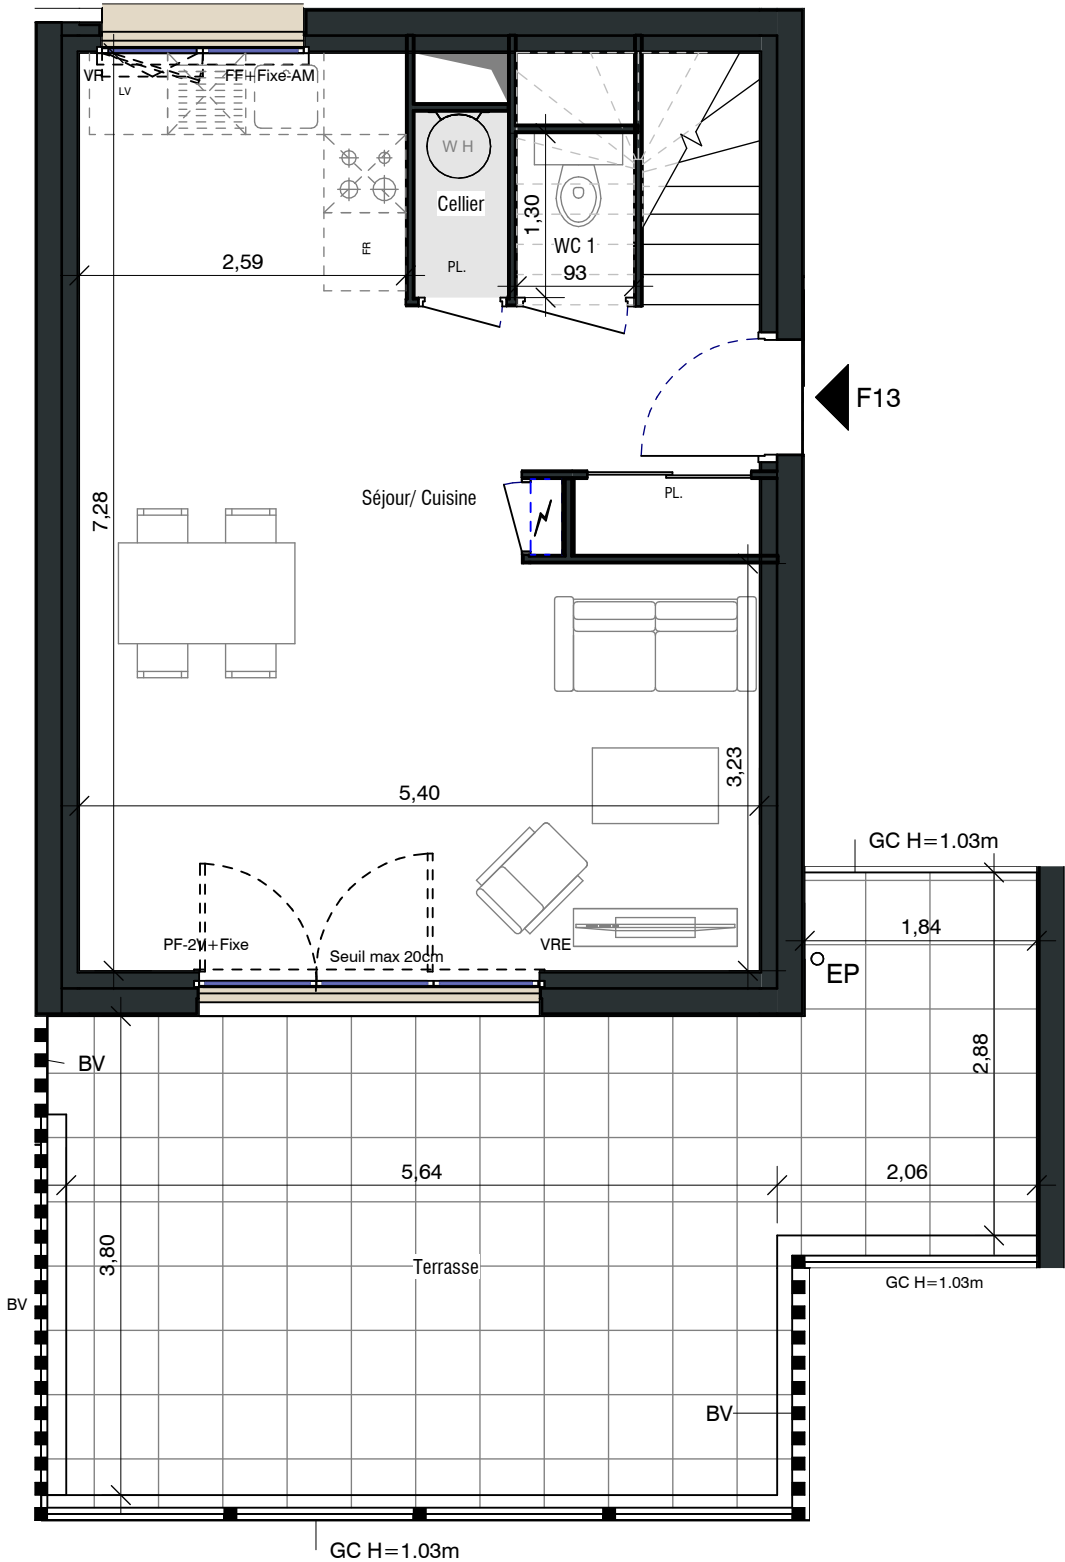 VR
FF+Fixe-AM
LV
W H
Cellier
1,30
WC 1
FR
2,59
PL.
93
F13
Séjour/ Cuisine
PL.
7,28
3,23
5,40
GC H=1.03m
1,84
PF-2V+Fixe
Seuil max 20cm
VRE
EP
BV
2,88
5,64
2,06
3,80
Terrasse
GC H=1.03m
BV
BV
GC H=1.03m